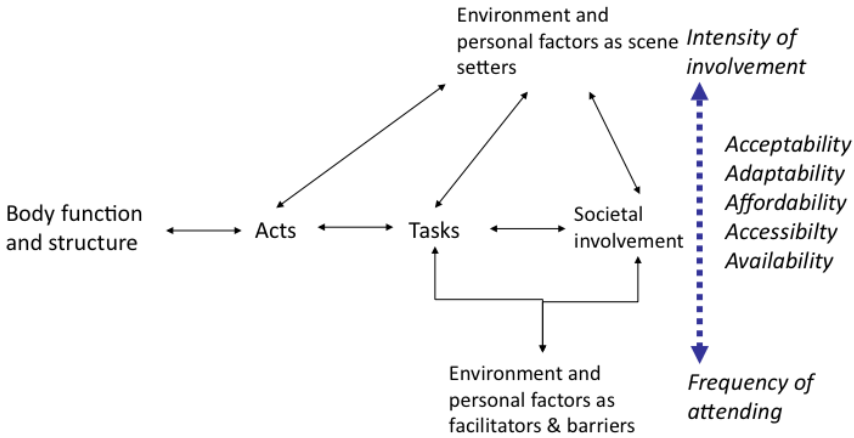 Environment and
personal factors as scene
setters
Intensity of
involvement
Acceptability
Adaptability
Affordability
Accessibilty
Availability
Body function
and structure
Acts
Tasks
Societal
involvement
Environment and
personal factors as
facilitators & barriers
Frequency of
attending